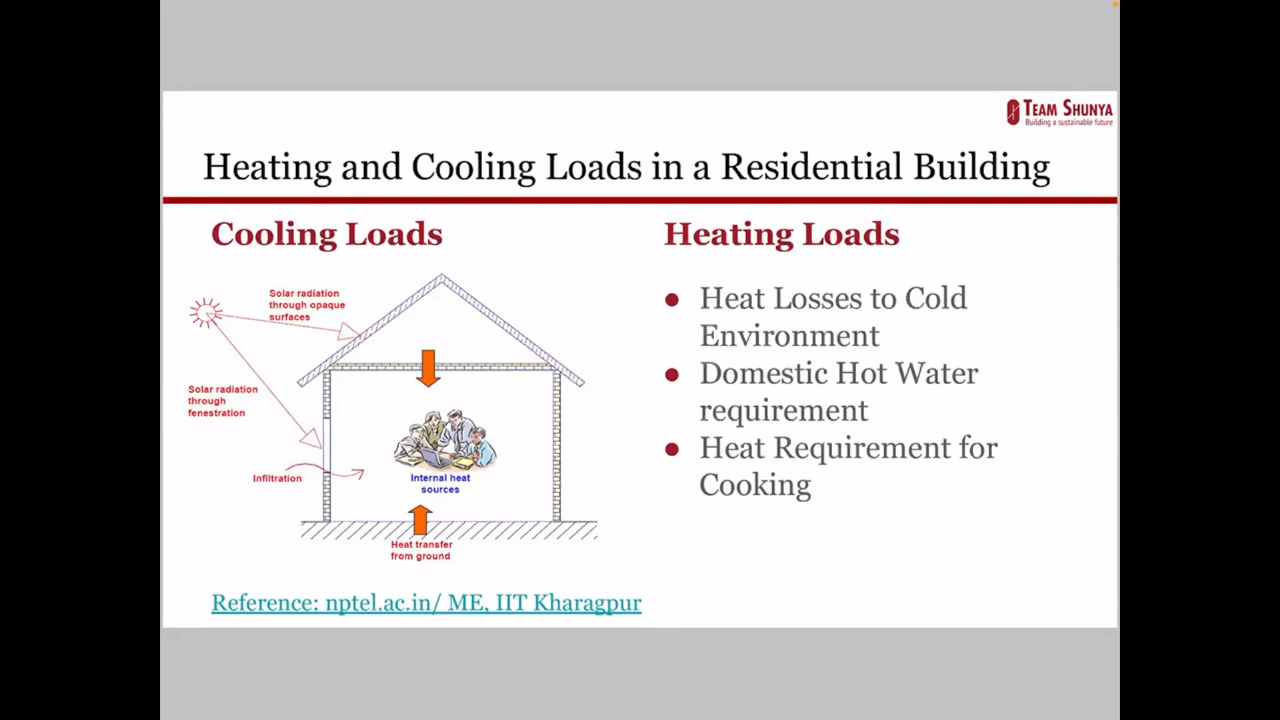 TEAM SHUNYA
Building a sustainable future
Heating and Cooling Loads in a Residential Building
Cooling Loads
Solar radiation
through opaque
surfaces
Solar radiation
through
fenestration
Infiltration
Internal heat
sources
Heat transfer
from ground
Reference: nptel.ac.in/ ME, IIT Kharagpur
Heating Loads
● Heat Losses to Cold
Environment
● Domestic Hot Water
requirement
● Heat Requirement for
Cooking